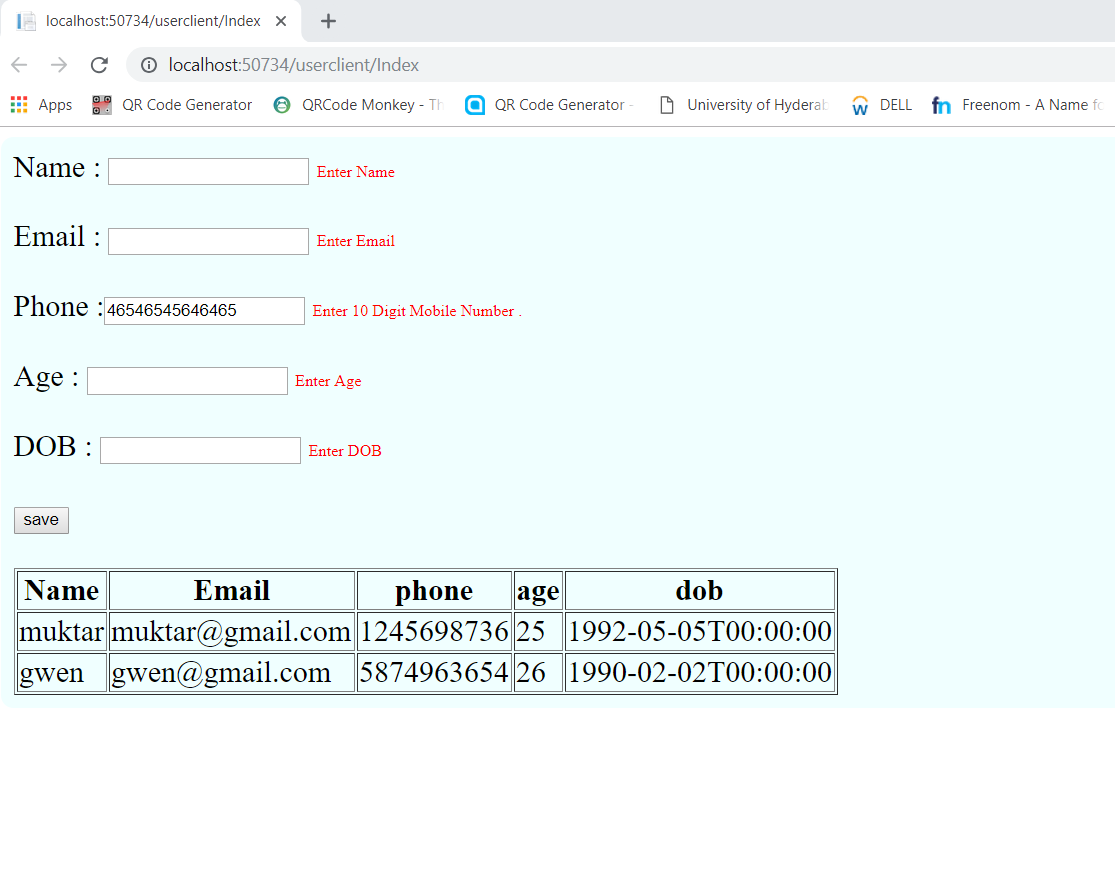 localhost:50734/userclient/Index
localhost:50734/userclient/Index
Apps QR Code Generator QRCode Monkey - Th QR Code Generator - University of Hyderab DELL Freenom - A Name fo
Name : Enter Name
Email : Enter Email
Phone : 46546545646465 Enter 10 Digit Mobile Number .
Age : Enter Age
DOB : Enter DOB
save
Name Email phone age dob
muktar muktar@gmail.com 1245698736 25 1992-05-05T00:00:00
gwen gwen@gmail.com 5874963654 26 1990-02-02T00:00:00